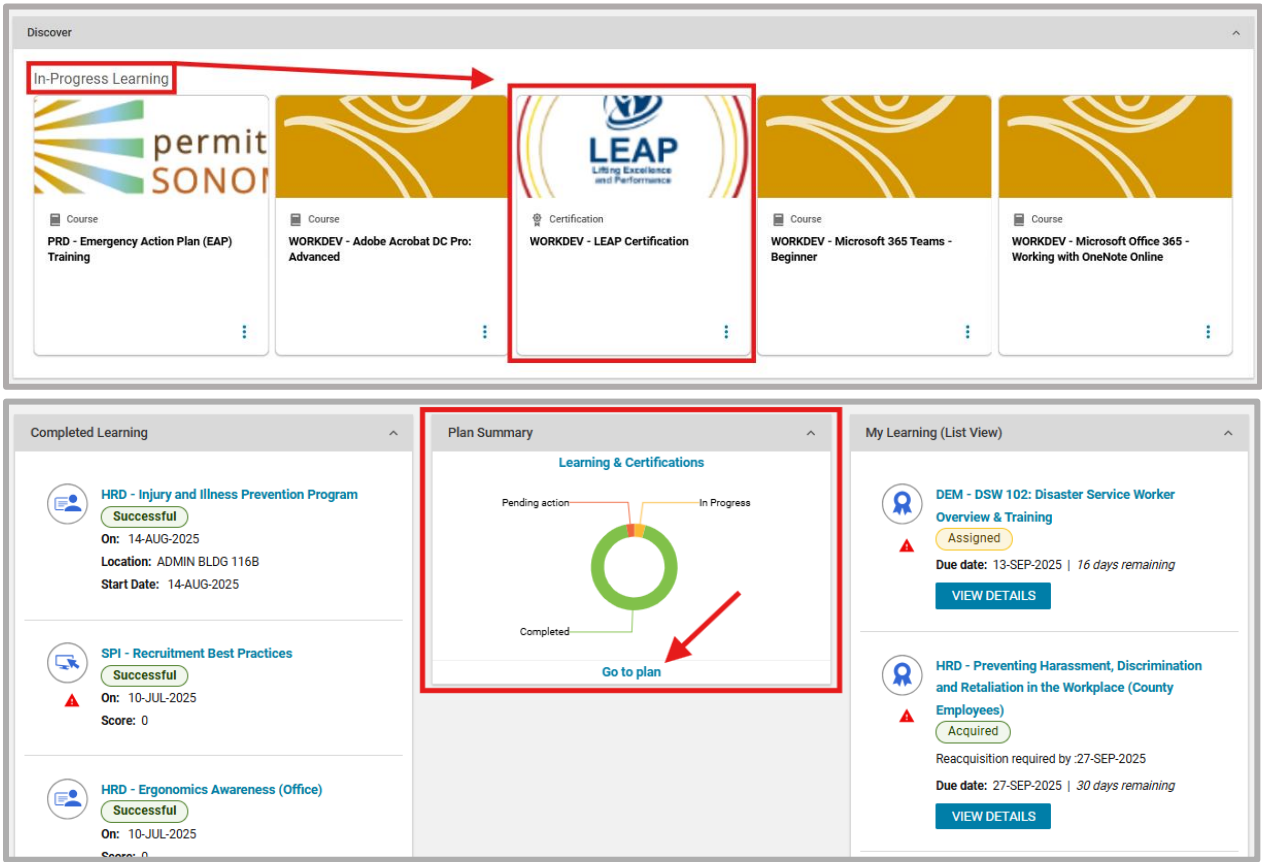 Discover
In-Progress Learning
permit
SONO
LEAP
Lifting Excellence
and Performance
Course
PRD - Emergency Action Plan (EAP)
Training
Course
WORKDEV - Adobe Acrobat DC Pro:
Advanced
Certification
WORKDEV - LEAP Certification
Course
WORKDEV - Microsoft 365 Teams -
Beginner
Course
WORKDEV - Microsoft Office 365 -
Working with OneNote Online
Completed Learning
HRD - Injury and Illness Prevention Program
Successful
On: 14-AUG-2025
Location: ADMIN BLDG 116B
Start Date: 14-AUG-2025
SPI - Recruitment Best Practices
Successful
On: 10-JUL-2025
Score: 0
HRD - Ergonomics Awareness (Office)
Successful
On: 10-JUL-2025
Score: 0
Plan Summary
Learning & Certifications
Pending action
In Progress
Completed
Go to plan
My Learning (List View)
DEM - DSW 102: Disaster Service Worker
Overview & Training
Assigned
Due date: 13-SEP-2025 | 16 days remaining
VIEW DETAILS
HRD - Preventing Harassment, Discrimination
and Retaliation in the Workplace (County
Employees)
Acquired
Reacquisition required by :27-SEP-2025
Due date: 27-SEP-2025 | 30 days remaining
VIEW DETAILS